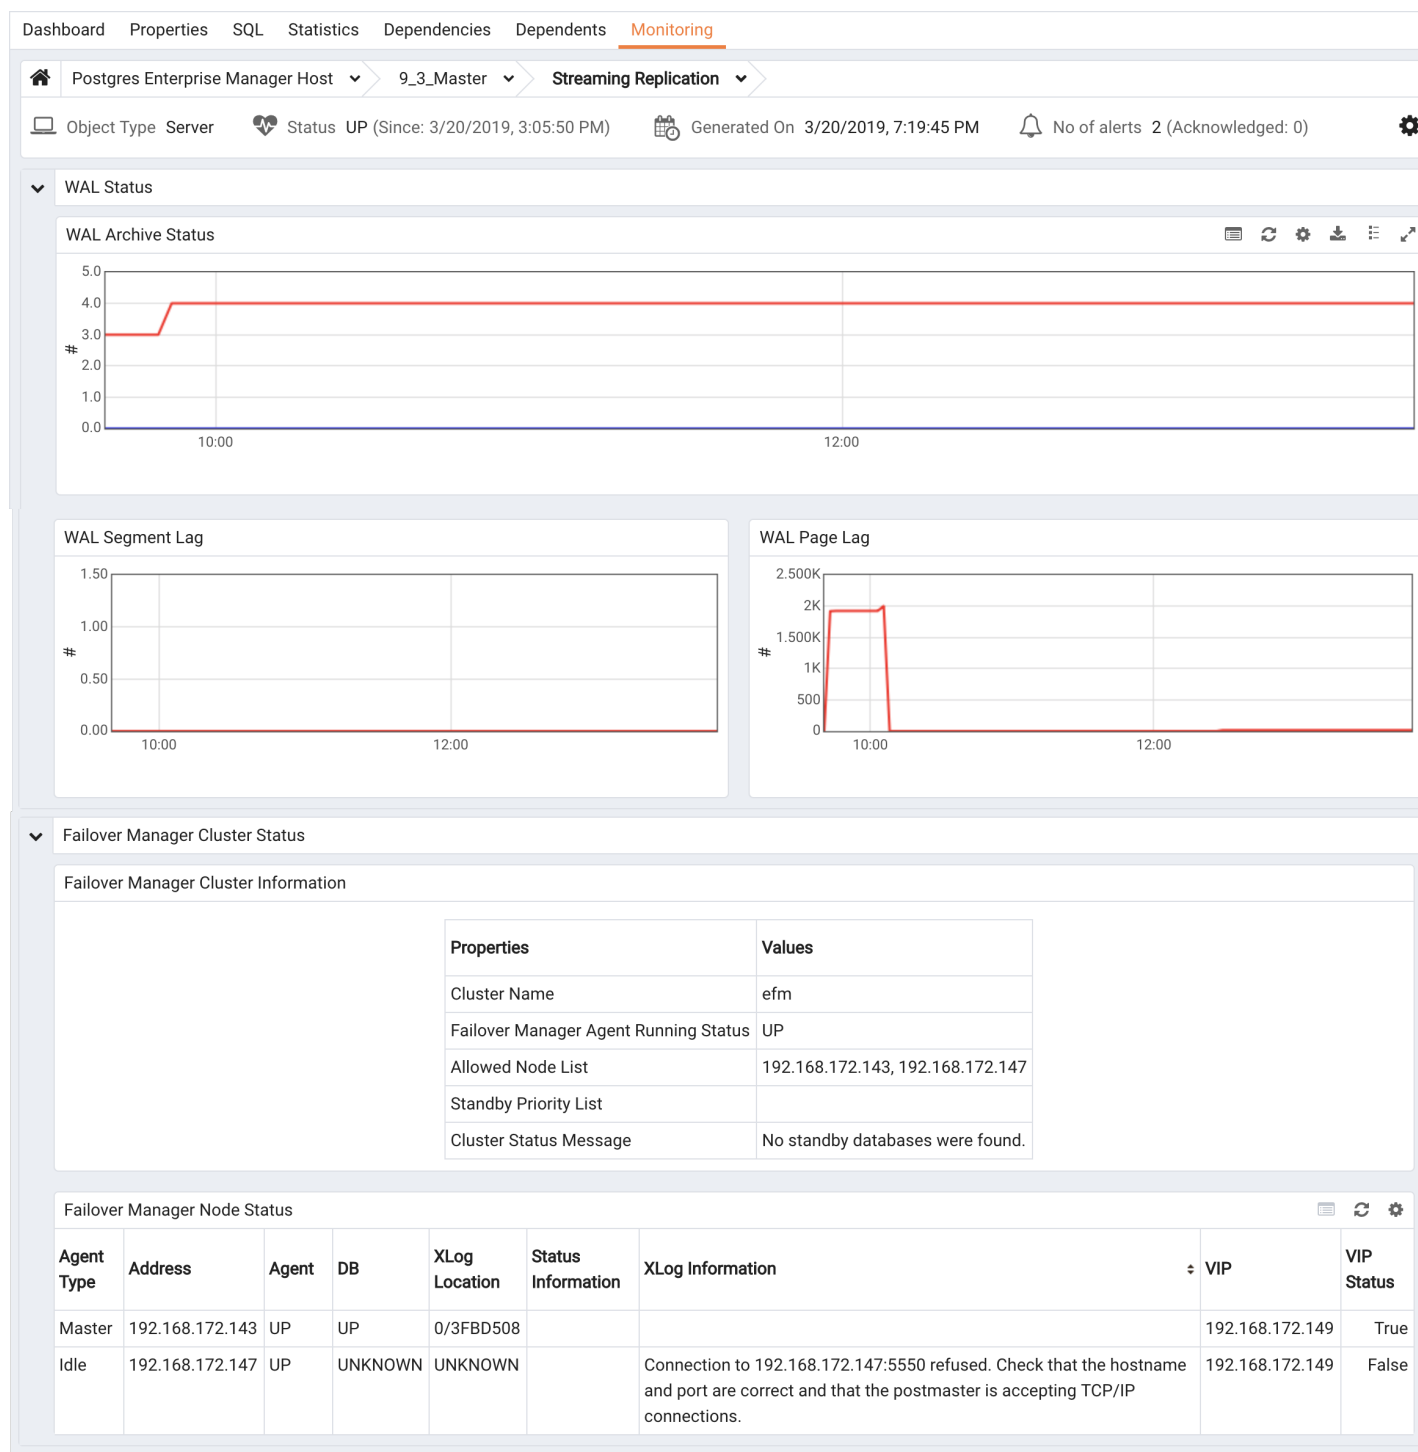 Dashboard Properties SQL Statistics Dependencies Dependents Monitoring
Postgres Enterprise Manager Host 9_3_Master Streaming Replication
Object Type Server Status UP (Since: 3/20/2019, 3:05:50 PM) Generated On 3/20/2019, 7:19:45 PM No of alerts 2 (Acknowledged: 0)
WAL Status
WAL Archive Status
5.0
4.0
3.0
#
2.0
1.0
0.0
10:00 12:00
WAL Segment Lag
1.50
1.00
#
0.50
0.00
10:00 12:00
WAL Page Lag
2.500K
2K
1.500K
#
1K
500
0
10:00 12:00
Failover Manager Cluster Status
Failover Manager Cluster Information
Properties Values
Cluster Name efm
Failover Manager Agent Running Status UP
Allowed Node List 192.168.172.143, 192.168.172.147
Standby Priority List
Cluster Status Message No standby databases were found.
Failover Manager Node Status
Agent Type Address Agent DB XLog Location Status Information XLog Information VIP VIP Status
Master 192.168.172.143 UP UP 0/3FBD508 192.168.172.149 True
Idle 192.168.172.147 UP UNKNOWN UNKNOWN Connection to 192.168.172.147:5550 refused. Check that the hostname 192.168.172.149 False
and port are correct and that the postmaster is accepting TCP/IP
connections.